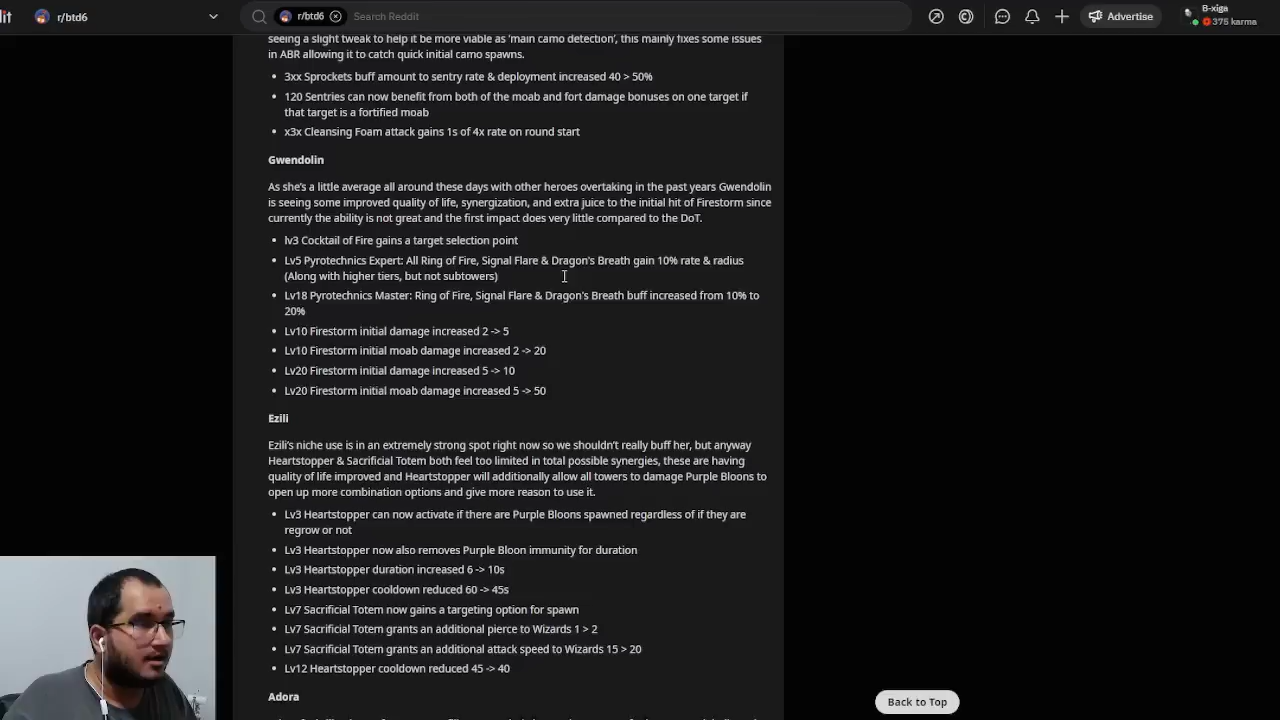 it
r/btd6
r/btd6
Search Reddit
Advertise
B-xiga
375 karma
seeing a slight tweak to help it be more viable as 'main camo detection', this mainly fixes some issues
in ABR allowing it to catch quick initial camo spawns.
• 3xx Sprockets buff amount to sentry rate & deployment increased 40 > 50%
• 120 Sentries can now benefit from both of the moab and fort damage bonuses on one target if
that target is a fortified moab
• x3x Cleansing Foam attack gains 1s of 4x rate on round start
Gwendolin
As she's a little average all around these days with other heroes overtaking in the past years Gwendolin
is seeing some improved quality of life, synergization, and extra juice to the initial hit of Firestorm since
currently the ability is not great and the first impact does very little compared to the DoT.
• lv3 Cocktail of Fire gains a target selection point
• Lv5 Pyrotechnics Expert: All Ring of Fire, Signal Flare & Dragon's Breath gain 10% rate & radius
(Along with higher tiers, but not subtowers)
• Lv18 Pyrotechnics Master: Ring of Fire, Signal Flare & Dragon's Breath buff increased from 10% to
20%
• Lv10 Firestorm initial damage increased 2 -> 5
• Lv10 Firestorm initial moab damage increased 2 -> 20
• Lv20 Firestorm initial damage increased 5 -> 10
• Lv20 Firestorm initial moab damage increased 5 -> 50
Ezili
Ezili's niche use is in an extremely strong spot right now so we shouldn't really buff her, but anyway
Heartstopper & Sacrificial Totem both feel too limited in total possible synergies, these are having
quality of life improved and Heartstopper will additionally allow all towers to damage Purple Bloons to
open up more combination options and give more reason to use it.
• Lv3 Heartstopper can now activate if there are Purple Bloons spawned regardless of if they are
regrow or not
• Lv3 Heartstopper now also removes Purple Bloon immunity for duration
• Lv3 Heartstopper duration increased 6 -> 10s
• Lv3 Heartstopper cooldown reduced 60 -> 45s
• Lv7 Sacrificial Totem now gains a targeting option for spawn
• Lv7 Sacrificial Totem grants an additional pierce to Wizards 1 > 2
• Lv7 Sacrificial Totem grants an additional attack speed to Wizards 15 > 20
• Lv12 Heartstopper cooldown reduced 45 -> 40
Adora
Back to Top